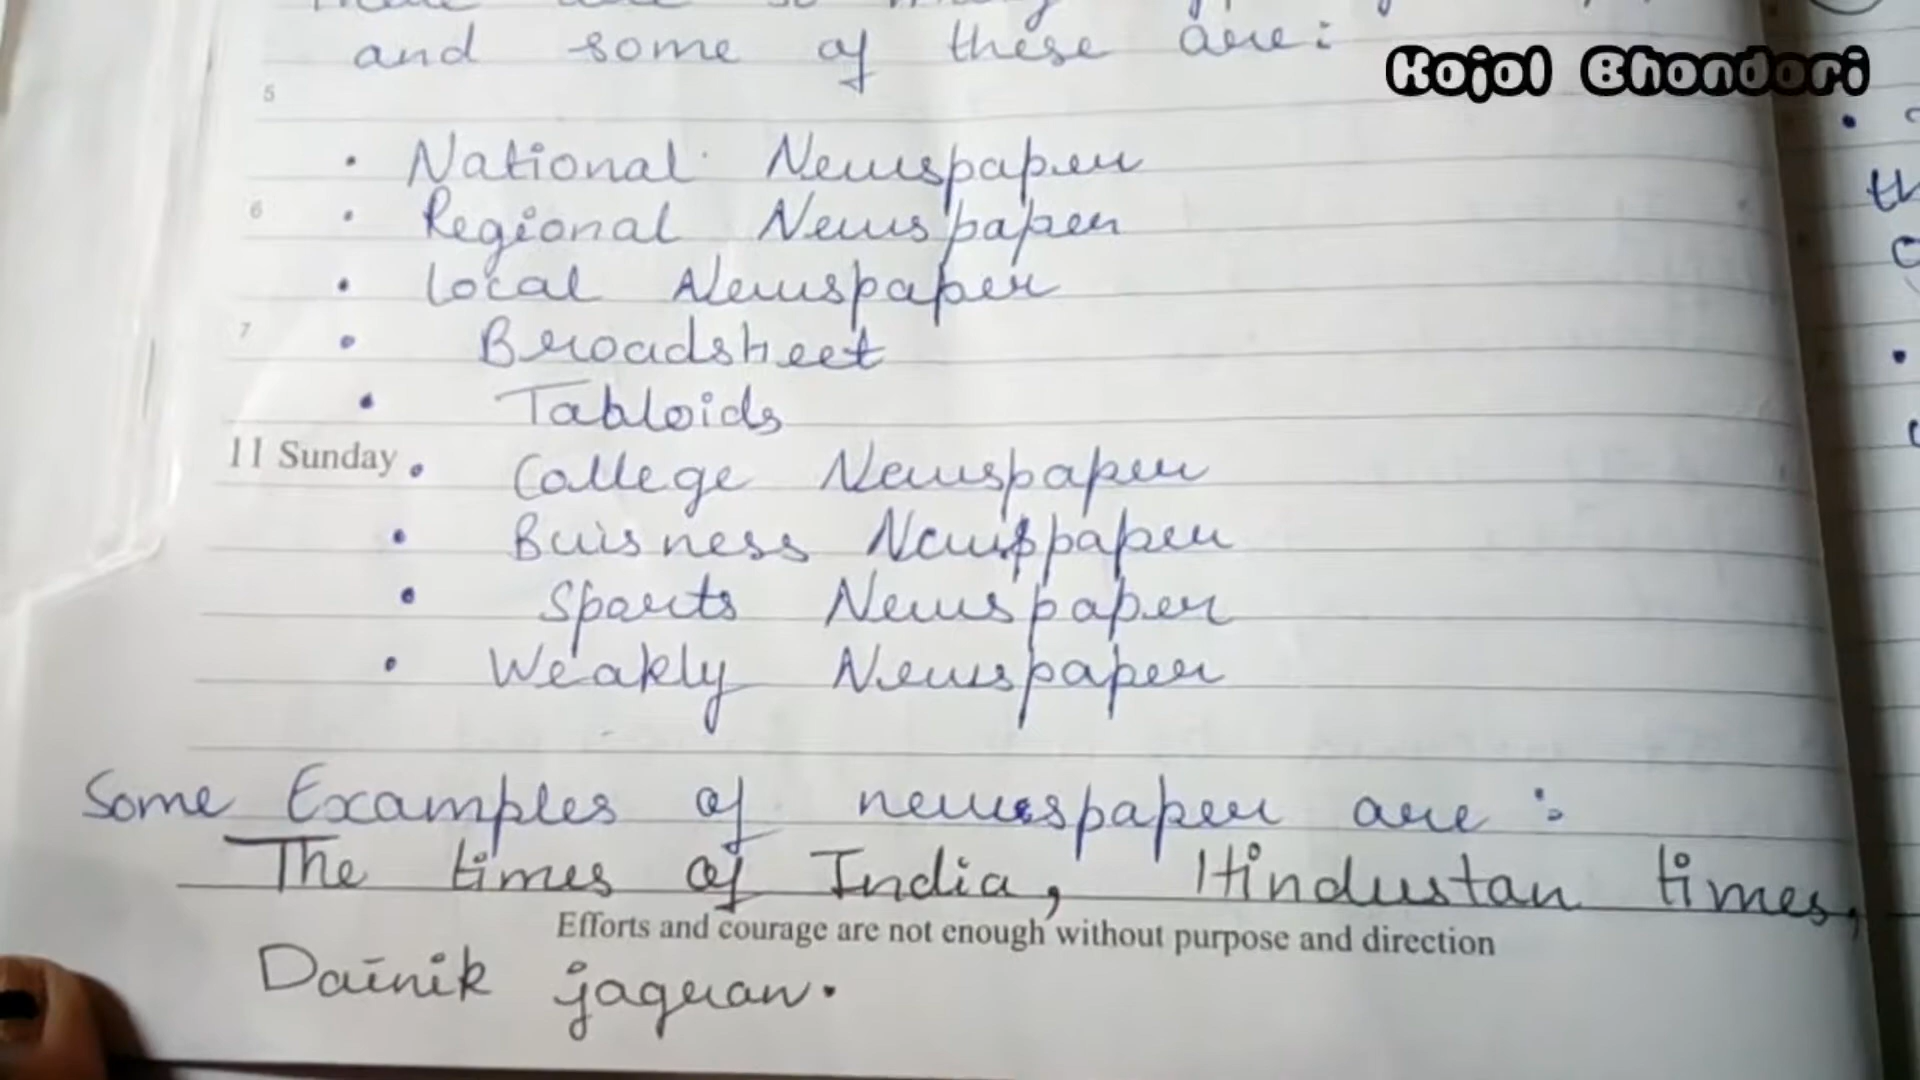 and some of these are:
Kojol Bhondori
5
• National Newspaper
6
• Regional Newspaper
• Local Newspaper
7
• Broadsheet
• Tabloids
11 Sunday
• College Newspaper
• Buisness Newspaper
• Sports Newspaper
• Weakly Newspaper
Some Examples of newspaper are :
The times of India, Hindustan times,
Efforts and courage are not enough without purpose and direction
Dainik jagran.